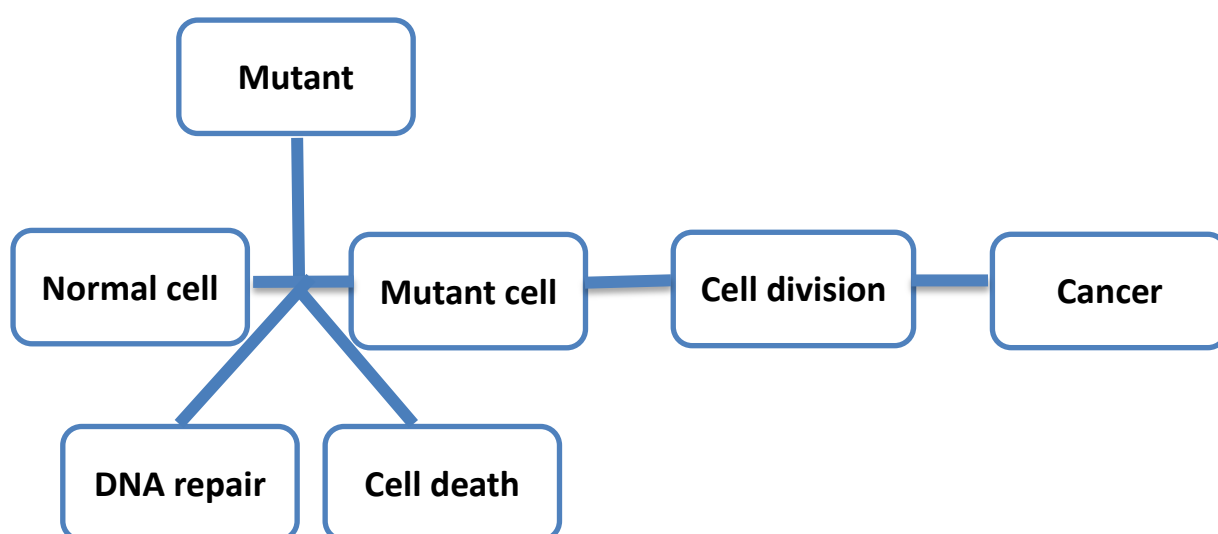 Mutant
Normal cell
Mutant cell
Cell division
Cancer
DNA repair
Cell death